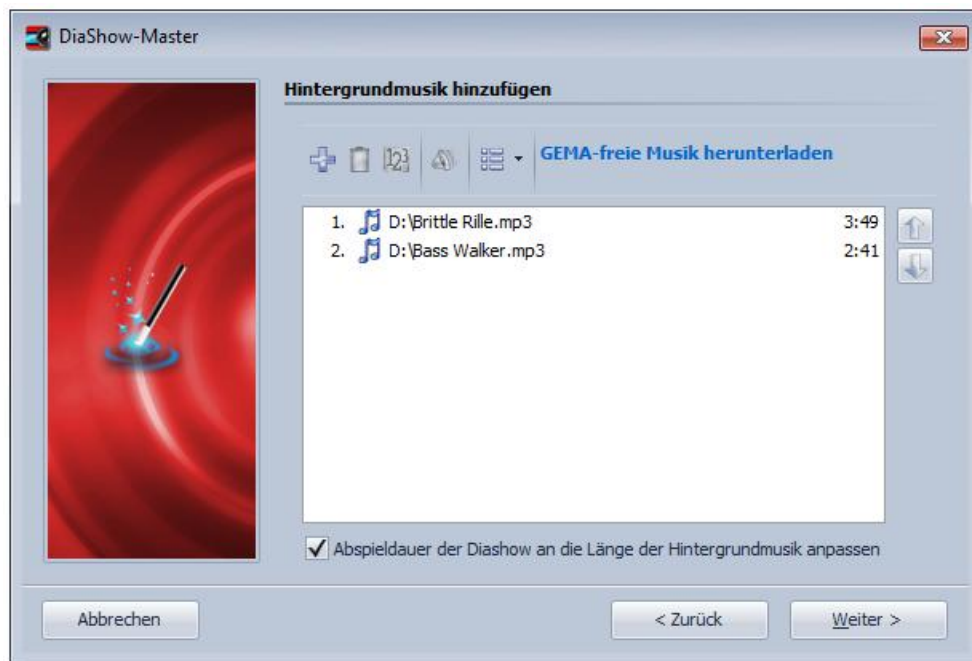 DiaShow-Master
Hintergrundmusik hinzufügen
123
GEMA-freie Musik herunterladen
1. D:\Brittle Rille.mp3 3:49
2. D:\Bass Walker.mp3 2:41
Abspieldauer der Diashow an die Länge der Hintergrundmusik anpassen
Abbrechen < Zurück Weiter >